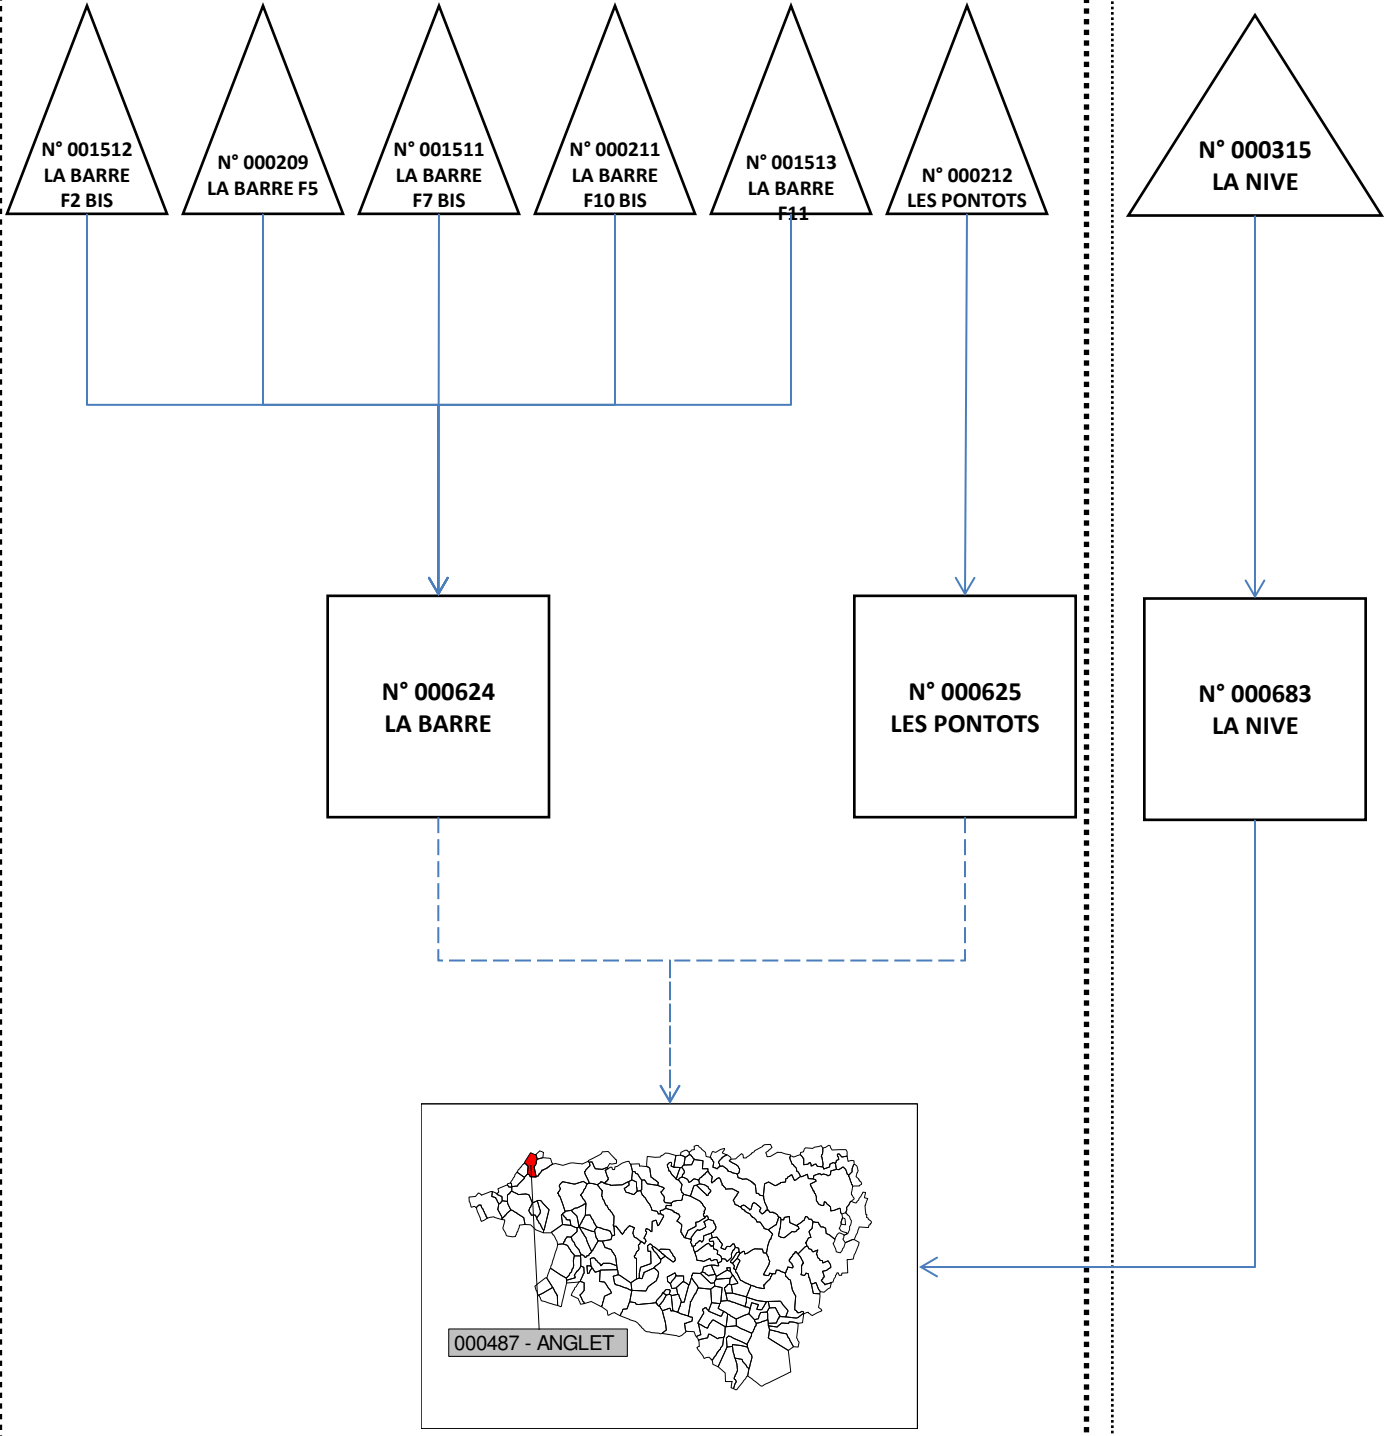 N° 001512
LA BARRE
F2 BIS
N° 000209
LA BARRE F5
N° 001511
LA BARRE
F7 BIS
N° 000211
LA BARRE
F10 BIS
N° 001513
LA BARRE
F11
N° 000212
LES PONTOTS
N° 000315
LA NIVE
N° 000624
LA BARRE
N° 000625
LES PONTOTS
N° 000683
LA NIVE
000487 - ANGLET